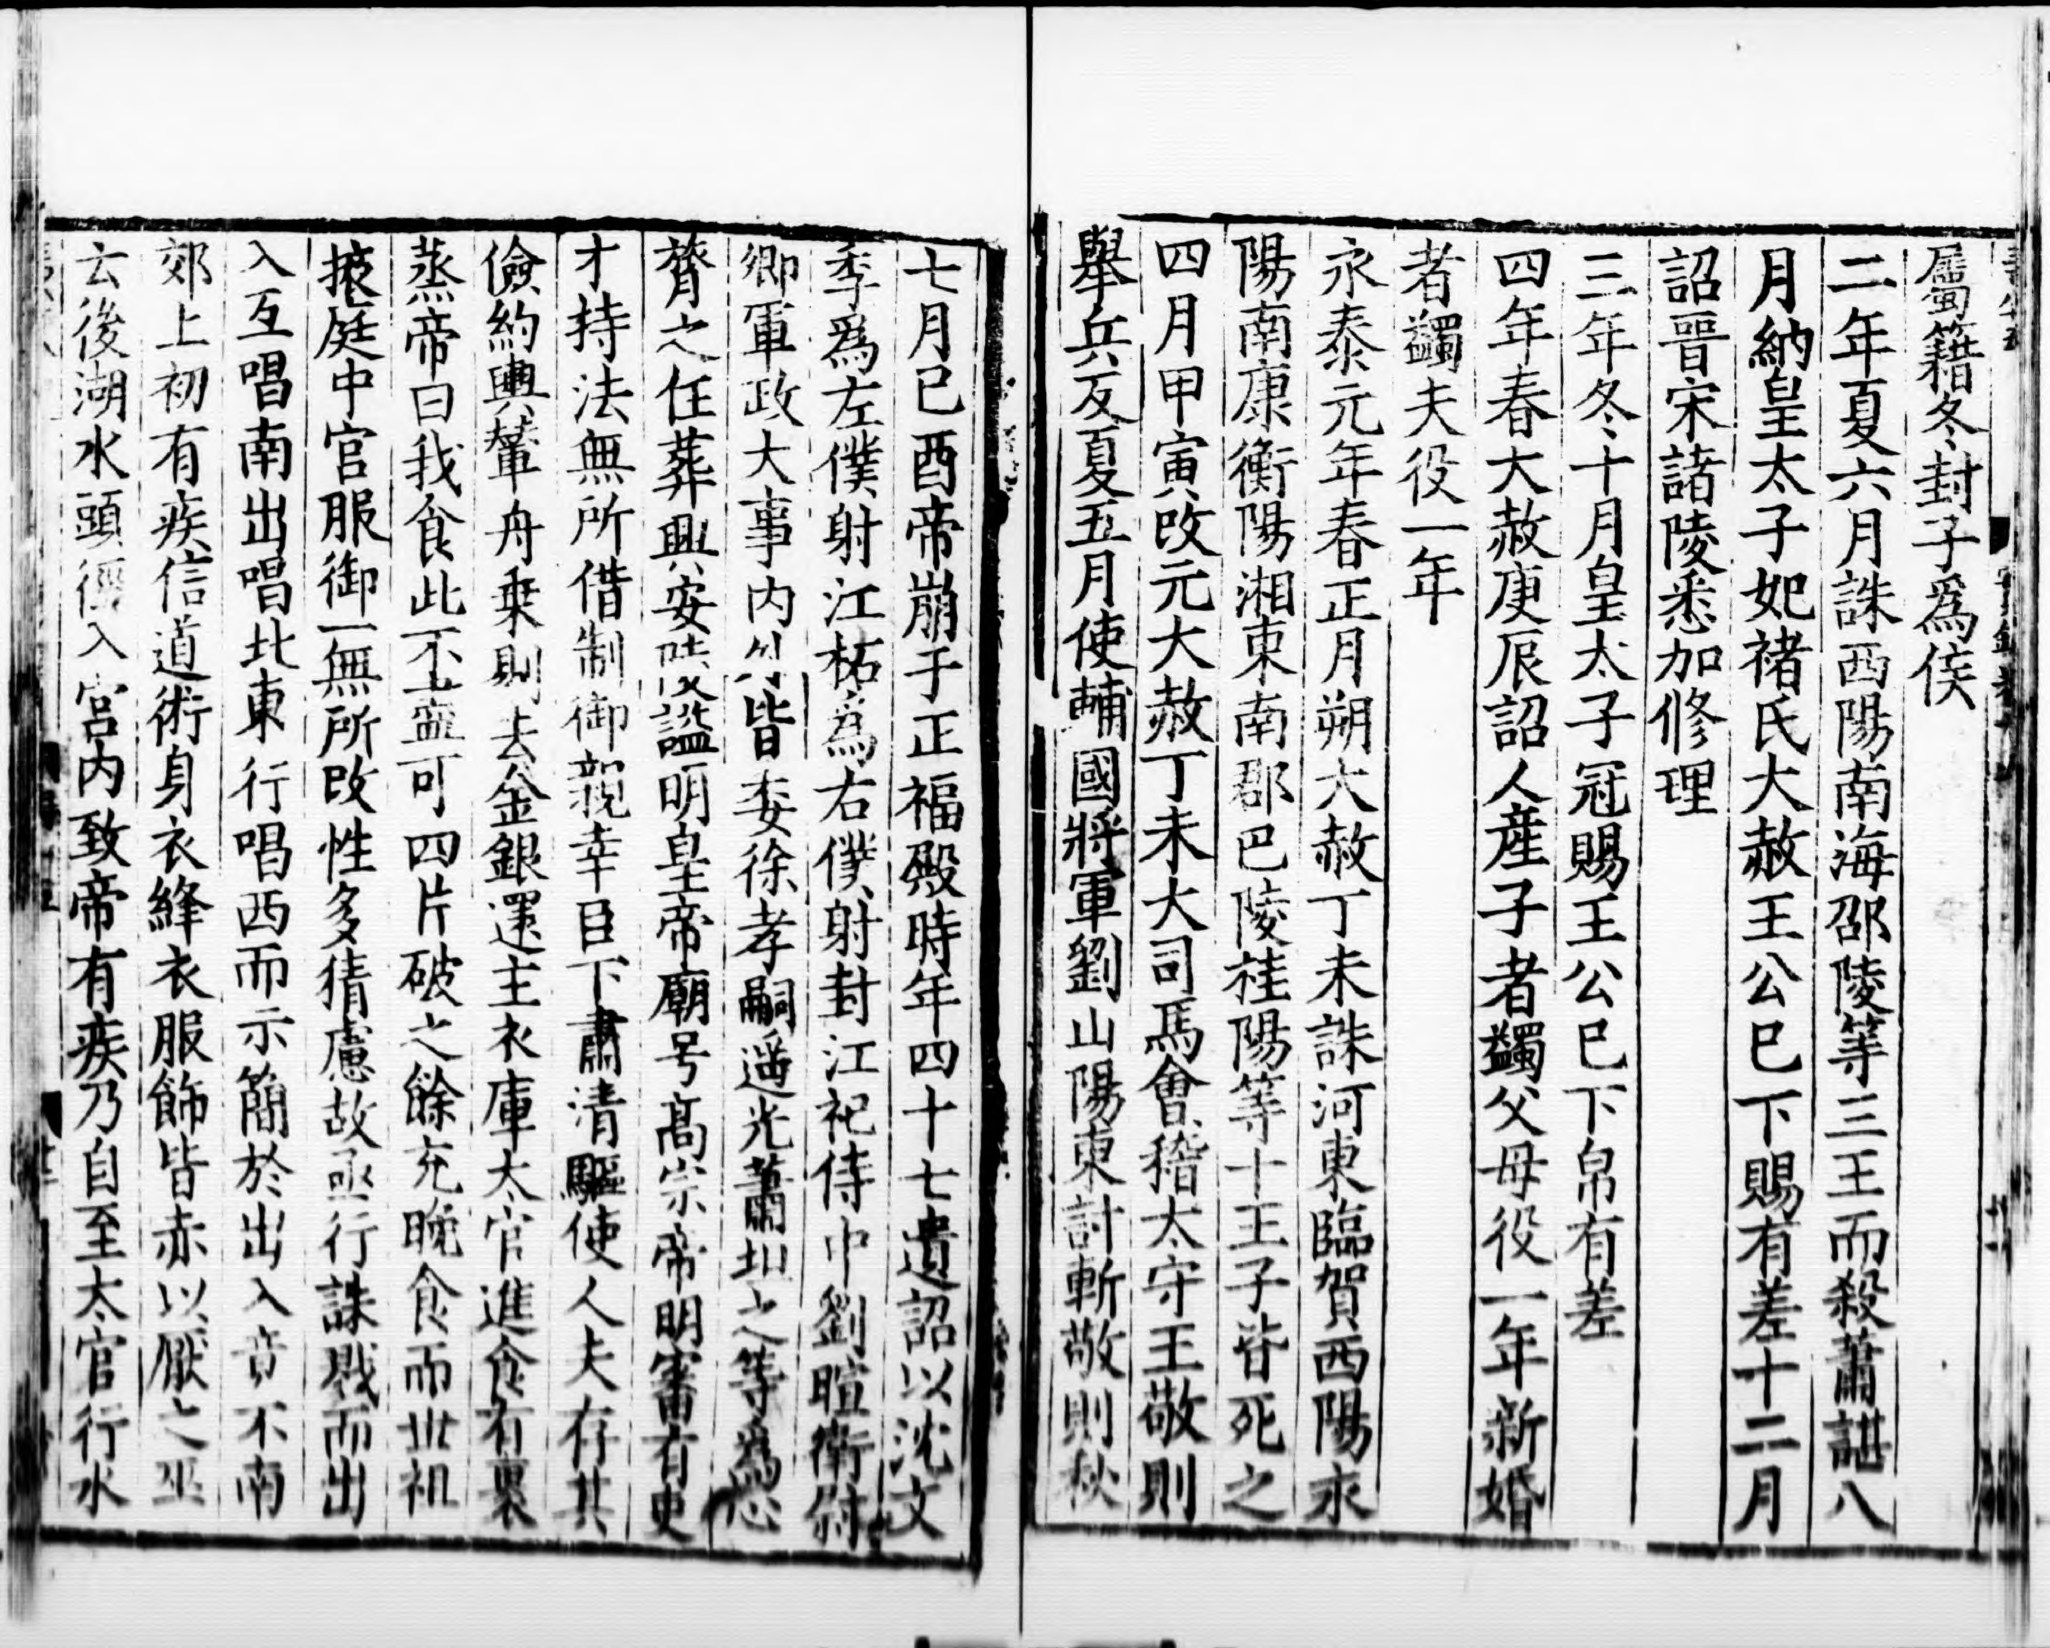 屬籍冬封子爲侯
二年夏六月誅西陽南海邵陵等三王而殺蕭諶八
月納皇太子妃禇氏大赦王公巳下賜有差十二月
詔晉宋諸陵悉加修理
三年冬十月皇太子冠賜王公巳下帛有差
四年春大赦庚辰詔人產子者蠲父母役一年新婚
者蠲夫役一年
永泰元年春正月朔大赦丁未誅河東臨賀西陽永
陽南康衡陽湘東南郡巴陵桂陽等十王子皆死之
四月甲寅改元大赦丁未大司馬會稽太守王敬則
舉兵反夏五月使輔國將軍劉山陽東討斬敬則秋
七月巳酉帝崩于正福殿時年四十七遺詔以沈文
季爲左僕射江祏爲右僕射封江祀侍中劉暄衛尉
卿軍政大事内外皆委徐孝嗣遥光蕭坦之等爲心
膂之任葬興安陵謚明皇帝廟号髙宗帝明審有吏
才持法無所借制御親幸臣下肅清驅使人夫存其
儉約輿輦舟乗則去金銀還主衣庫太官進食有裹
蒸帝曰我食此不盡可四片破之餘充晚食而世祖
掖庭中宫服御一無所改性多猜慮故亟行誅戮而出
入互唱南出唱北東行唱西而示簡於出入竟不南
郊上初有疾信道術身衣絳衣服飾皆赤以厭之巫
云後湖水頭徑入宫内致帝有疾乃自至太官行水